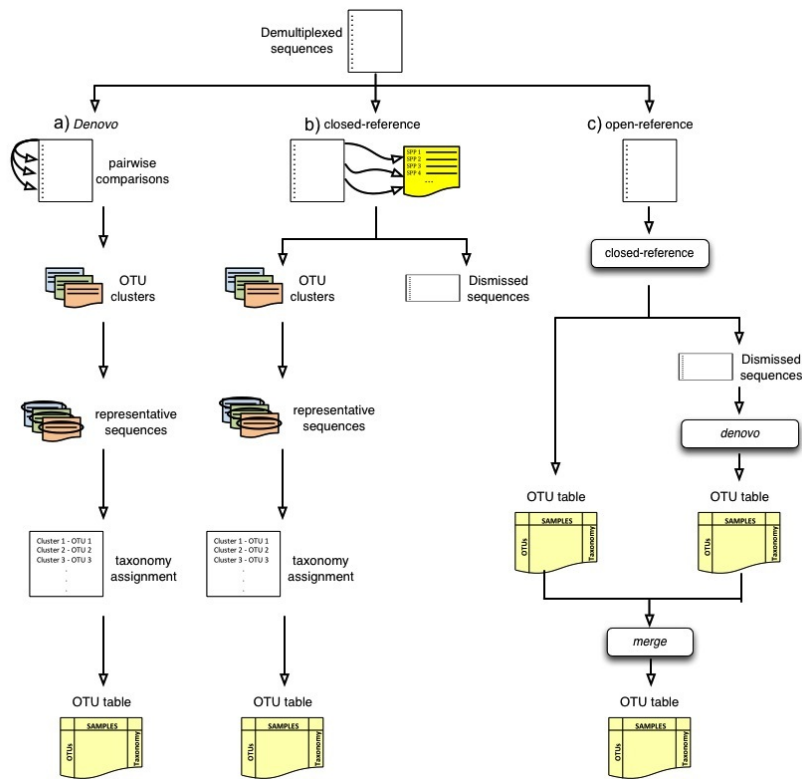 Demultiplexed
sequences
a) Denovo
pairwise
comparisons
OTU
clusters
representative
sequences
Cluster 1 - OTU 1
Cluster 2 - OTU 2
Cluster 3 - OTU 3
.
.
.
taxonomy
assignment
OTU table
SAMPLES
OTUs
Taxonomy
b) closed-reference
SPP 1
SPP 2
SPP 3
SPP 4
...
OTU
clusters
Dismissed
sequences
representative
sequences
Cluster 1 - OTU 1
Cluster 2 - OTU 2
Cluster 3 - OTU 3
.
.
.
taxonomy
assignment
OTU table
SAMPLES
OTUs
Taxonomy
c) open-reference
closed-reference
Dismissed
sequences
denovo
OTU table
SAMPLES
OTUs
Taxonomy
OTU table
SAMPLES
OTUs
Taxonomy
merge
OTU table
SAMPLES
OTUs
Taxonomy